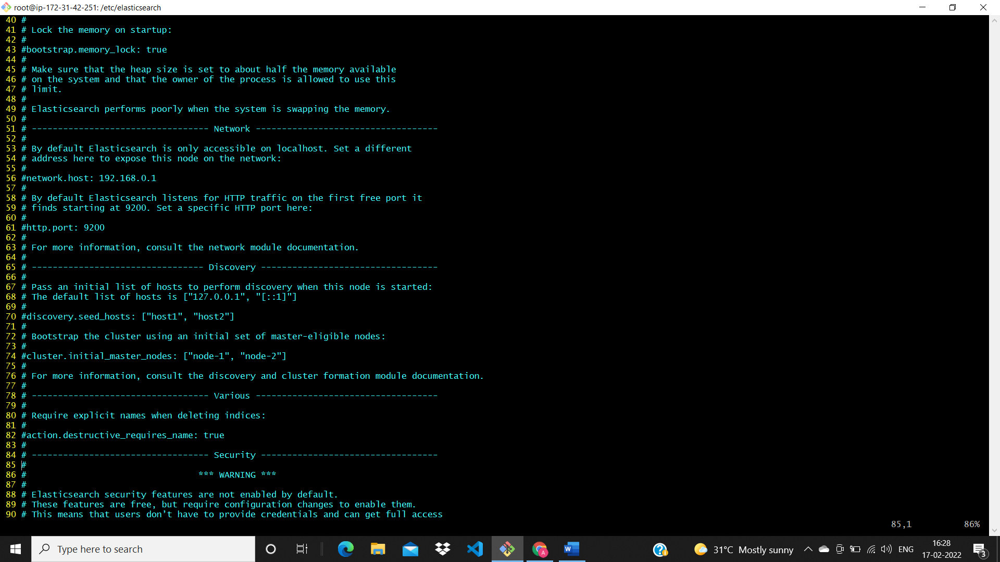 root@ip-172-31-42-251: /etc/elasticsearch
40 #
41 # Lock the memory on startup:
42 #
43 #bootstrap.memory_lock: true
44 #
45 # Make sure that the heap size is set to about half the memory available
46 # on the system and that the owner of the process is allowed to use this
47 # limit.
48 #
49 # Elasticsearch performs poorly when the system is swapping the memory.
50 #
51 # ---------------------------------- Network -----------------------------------
52 #
53 # By default Elasticsearch is only accessible on localhost. Set a different
54 # address here to expose this node on the network:
55 #
56 #network.host: 192.168.0.1
57 #
58 # By default Elasticsearch listens for HTTP traffic on the first free port it
59 # finds starting at 9200. Set a specific HTTP port here:
60 #
61 #http.port: 9200
62 #
63 # For more information, consult the network module documentation.
64 #
65 # --------------------------------- Discovery ----------------------------------
66 #
67 # Pass an initial list of hosts to perform discovery when this node is started:
68 # The default list of hosts is ["127.0.0.1", "[::1]"]
69 #
70 #discovery.seed_hosts: ["host1", "host2"]
71 #
72 # Bootstrap the cluster using an initial set of master-eligible nodes:
73 #
74 #cluster.initial_master_nodes: ["node-1", "node-2"]
75 #
76 # For more information, consult the discovery and cluster formation module documentation.
77 #
78 # ---------------------------------- Various -----------------------------------
79 #
80 # Require explicit names when deleting indices:
81 #
82 #action.destructive_requires_name: true
83 #
84 # ---------------------------------- Security ----------------------------------
85 #
86 #                                 *** WARNING ***
87 #
88 # Elasticsearch security features are not enabled by default.
89 # These features are free, but require configuration changes to enable them.
90 # This means that users don’t have to provide credentials and can get full access
85,1 86%
Type here to search
31°C Mostly sunny
ENG
16:28
17-02-2022
3